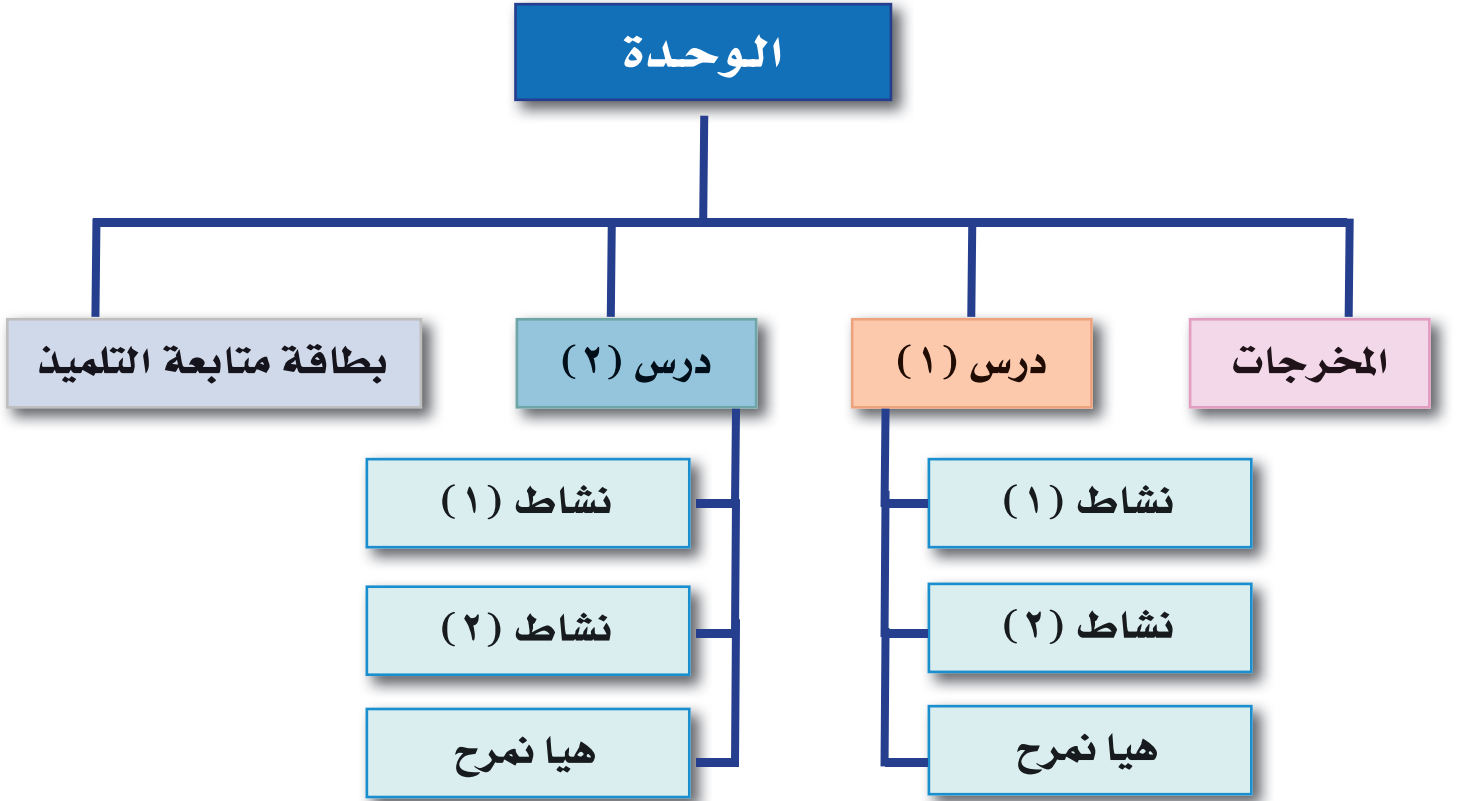 الوحدة
المخرجات
درس (١)
درس (٢)
بطاقة متابعة التلميذ
نشاط (١)
نشاط (٢)
هيا نمرح
نشاط (١)
نشاط (٢)
هيا نمرح